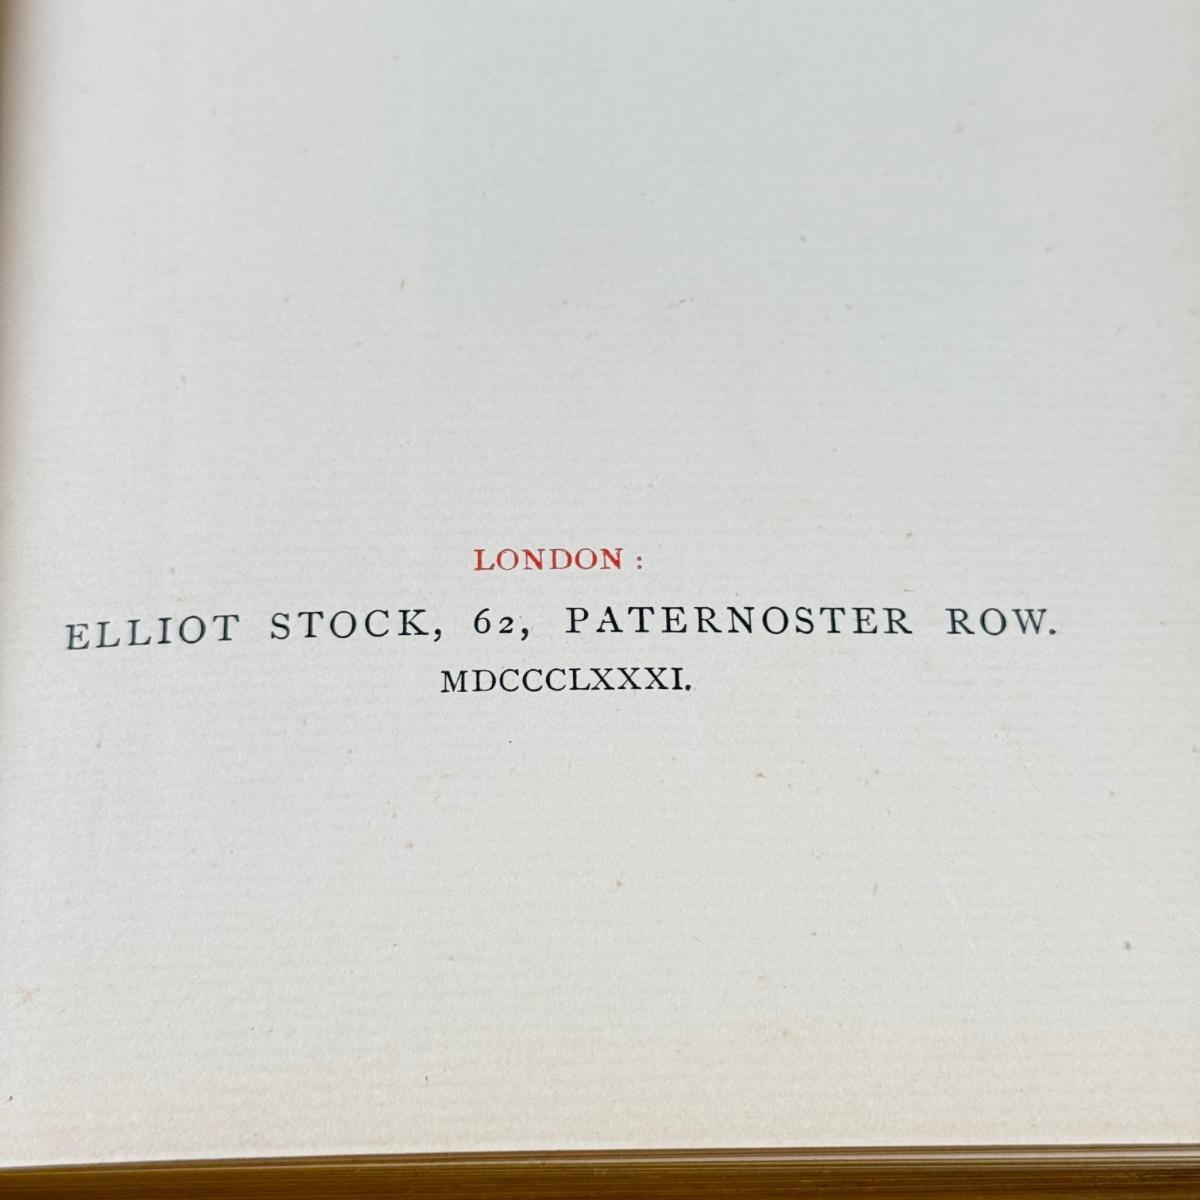 LONDON :
ELLIOT STOCK, 62, PATERNOSTER ROW.
MDCCCLXXXI.